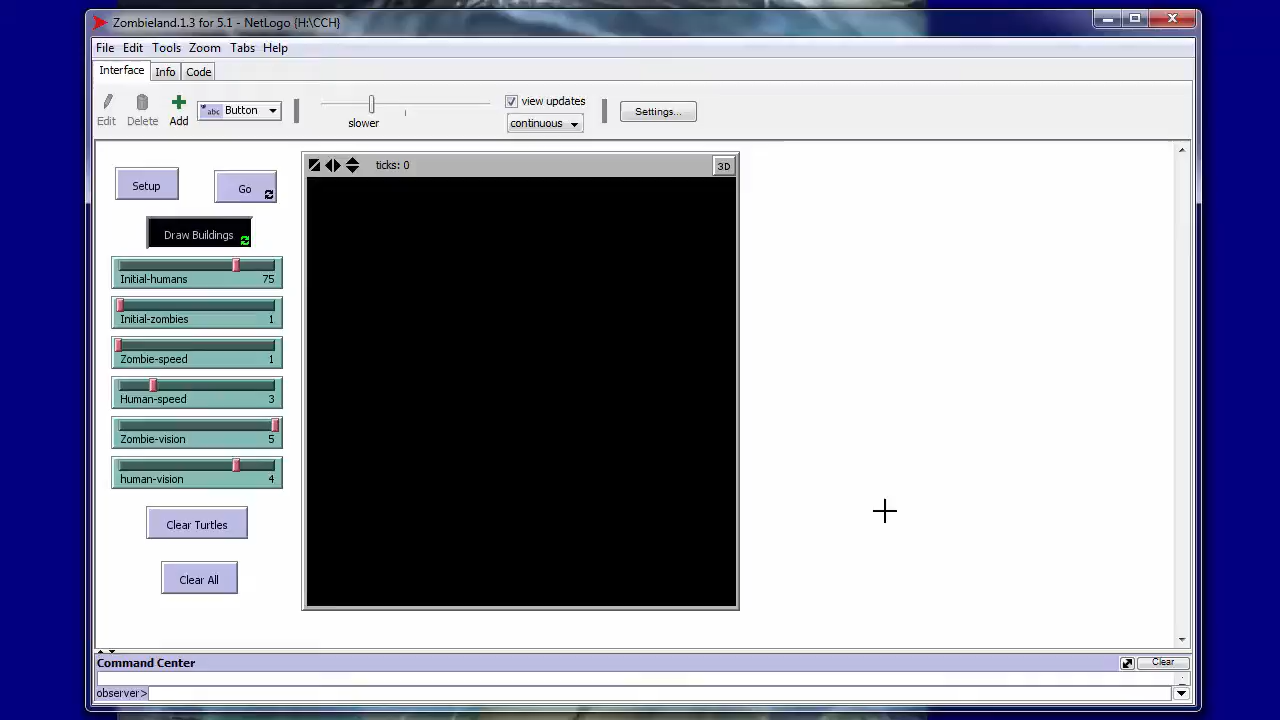 Zombieland.1.3 for 5.1 - NetLogo {H:\CCH}
File Edit Tools Zoom Tabs Help
Interface Info Code
Edit Delete Add abc Button slower view updates continuous Settings...
ticks: 0 3D
Setup Go
Draw Buildings
Initial-humans 75
Initial-zombies 1
Zombie-speed 1
Human-speed 3
Zombie-vision 5
human-vision 4
Clear Turtles
Clear All
Command Center Clear
observer>